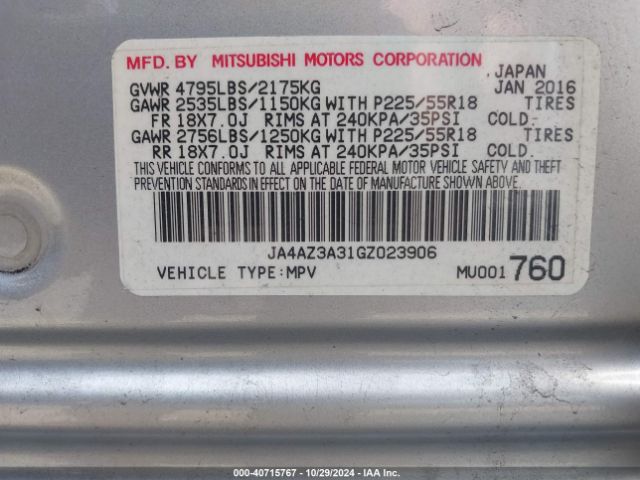 MFD. BY MITSUBISHI MOTORS CORPORATION
JAPAN
GVWR 4795LBS/2175KG JAN 2016
GAWR 2535LBS/1150KG WITH P225/55R18 TIRES
FR 18X7.0J RIMS AT 240KPA/35PSI COLD.
GAWR 2756LBS/1250KG WITH P225/55R18 TIRES
RR 18X7.0J RIMS AT 240KPA/35PSI COLD.
THIS VEHICLE CONFORMS TO ALL APPLICABLE FEDERAL MOTOR VEHICLE SAFETY AND THEFT
PREVENTION STANDARDS IN EFFECT ON THE DATE OF MANUFACTURE SHOWN ABOVE.
JA4AZ3A31GZ023906
VEHICLE TYPE:MPV MU001760
000-40715767 - 10/29/2024 - IAA Inc.